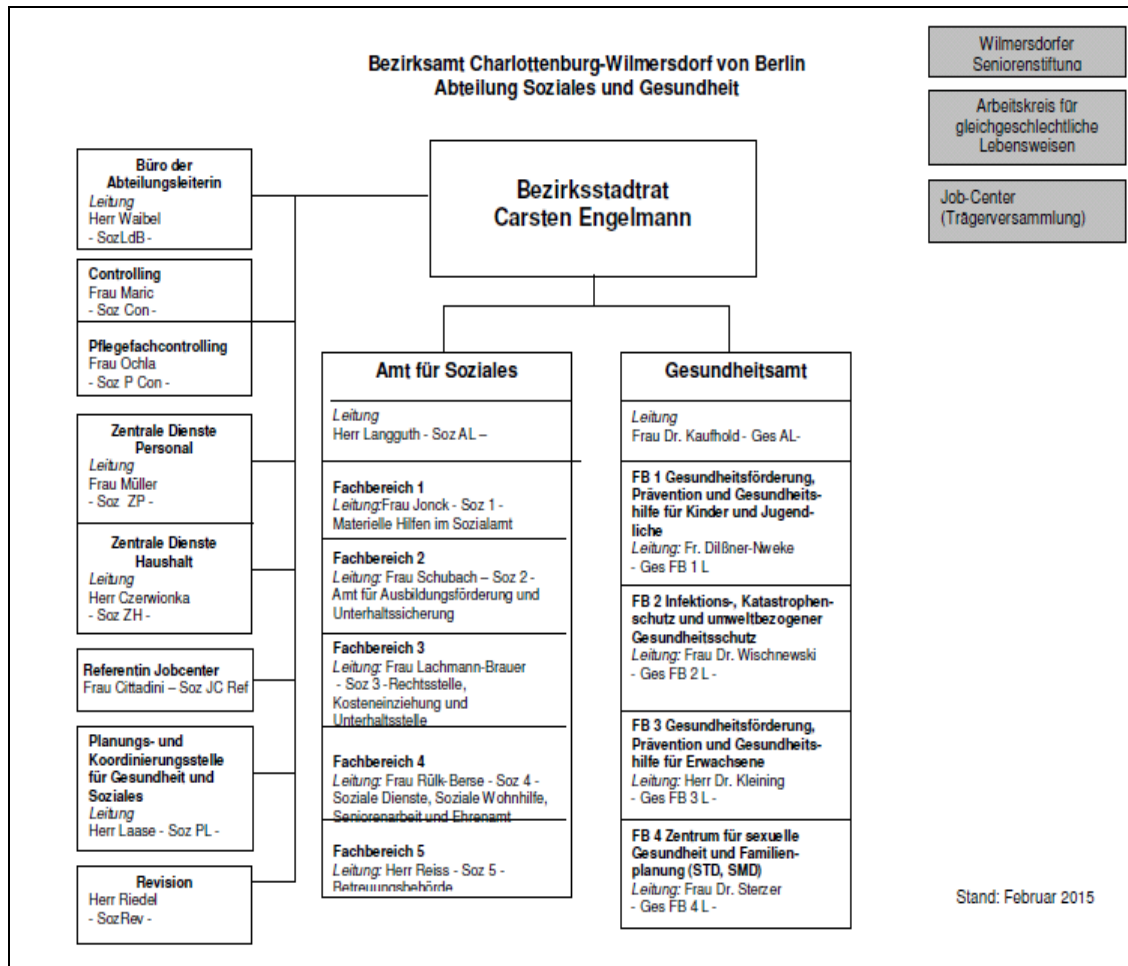 Bezirksamt Charlottenburg-Wilmersdorf von Berlin
Abteilung Soziales und Gesundheit
Wilmersdorfer
Seniorenstiftung
Arbeitskreis für
gleichgeschlechtliche
Lebensweisen
Job-Center
(Trägerversammlung)
Bezirksstadtrat
Carsten Engelmann
Büro der
Abteilungsleiterin
Leitung
Herr Waibel
- SozLdB -
Controlling
Frau Maric
- Soz Con -
Pflegefachcontrolling
Frau Ochla
- Soz P Con -
Zentrale Dienste
Personal
Leitung
Frau Müller
- Soz ZP -
Zentrale Dienste
Haushalt
Leitung
Herr Czerwionka
- Soz ZH -
Referentin Jobcenter
Frau Cittadini – Soz JC Ref
Planungs- und
Koordinierungsstelle
für Gesundheit und
Soziales
Leitung
Herr Laase - Soz PL -
Revision
Herr Riedel
- SozRev -
Amt für Soziales
Leitung
Herr Langguth - Soz AL –
Fachbereich 1
Leitung:Frau Jonck - Soz 1 -
Materielle Hilfen im Sozialamt
Fachbereich 2
Leitung: Frau Schubach – Soz 2 -
Amt für Ausbildungsförderung und
Unterhaltssicherung
Fachbereich 3
Leitung: Frau Lachmann-Brauer
- Soz 3 -Rechtsstelle,
Kosteneinziehung und
Unterhaltsstelle
Fachbereich 4
Leitung: Frau Rülk-Berse - Soz 4 -
Soziale Dienste, Soziale Wohnhilfe,
Seniorenarbeit und Ehrenamt
Fachbereich 5
Leitung: Herr Reiss - Soz 5 -
Betreuungsbehörde
Gesundheitsamt
Leitung
Frau Dr. Kaufhold - Ges AL-
FB 1 Gesundheitsförderung,
Prävention und Gesundheits-
hilfe für Kinder und Jugend-
liche
Leitung: Fr. Dilßner-Nweke
- Ges FB 1 L
FB 2 Infektions-, Katastrophen-
schutz und umweltbezogener
Gesundheitsschutz
Leitung: Frau Dr. Wischnewski
- Ges FB 2 L -
FB 3 Gesundheitsförderung,
Prävention und Gesundheits-
hilfe für Erwachsene
Leitung: Herr Dr. Kleining
- Ges FB 3 L -
FB 4 Zentrum für sexuelle
Gesundheit und Familien-
planung (STD, SMD)
Leitung: Frau Dr. Sterzer
- Ges FB 4 L -
Stand: Februar 2015